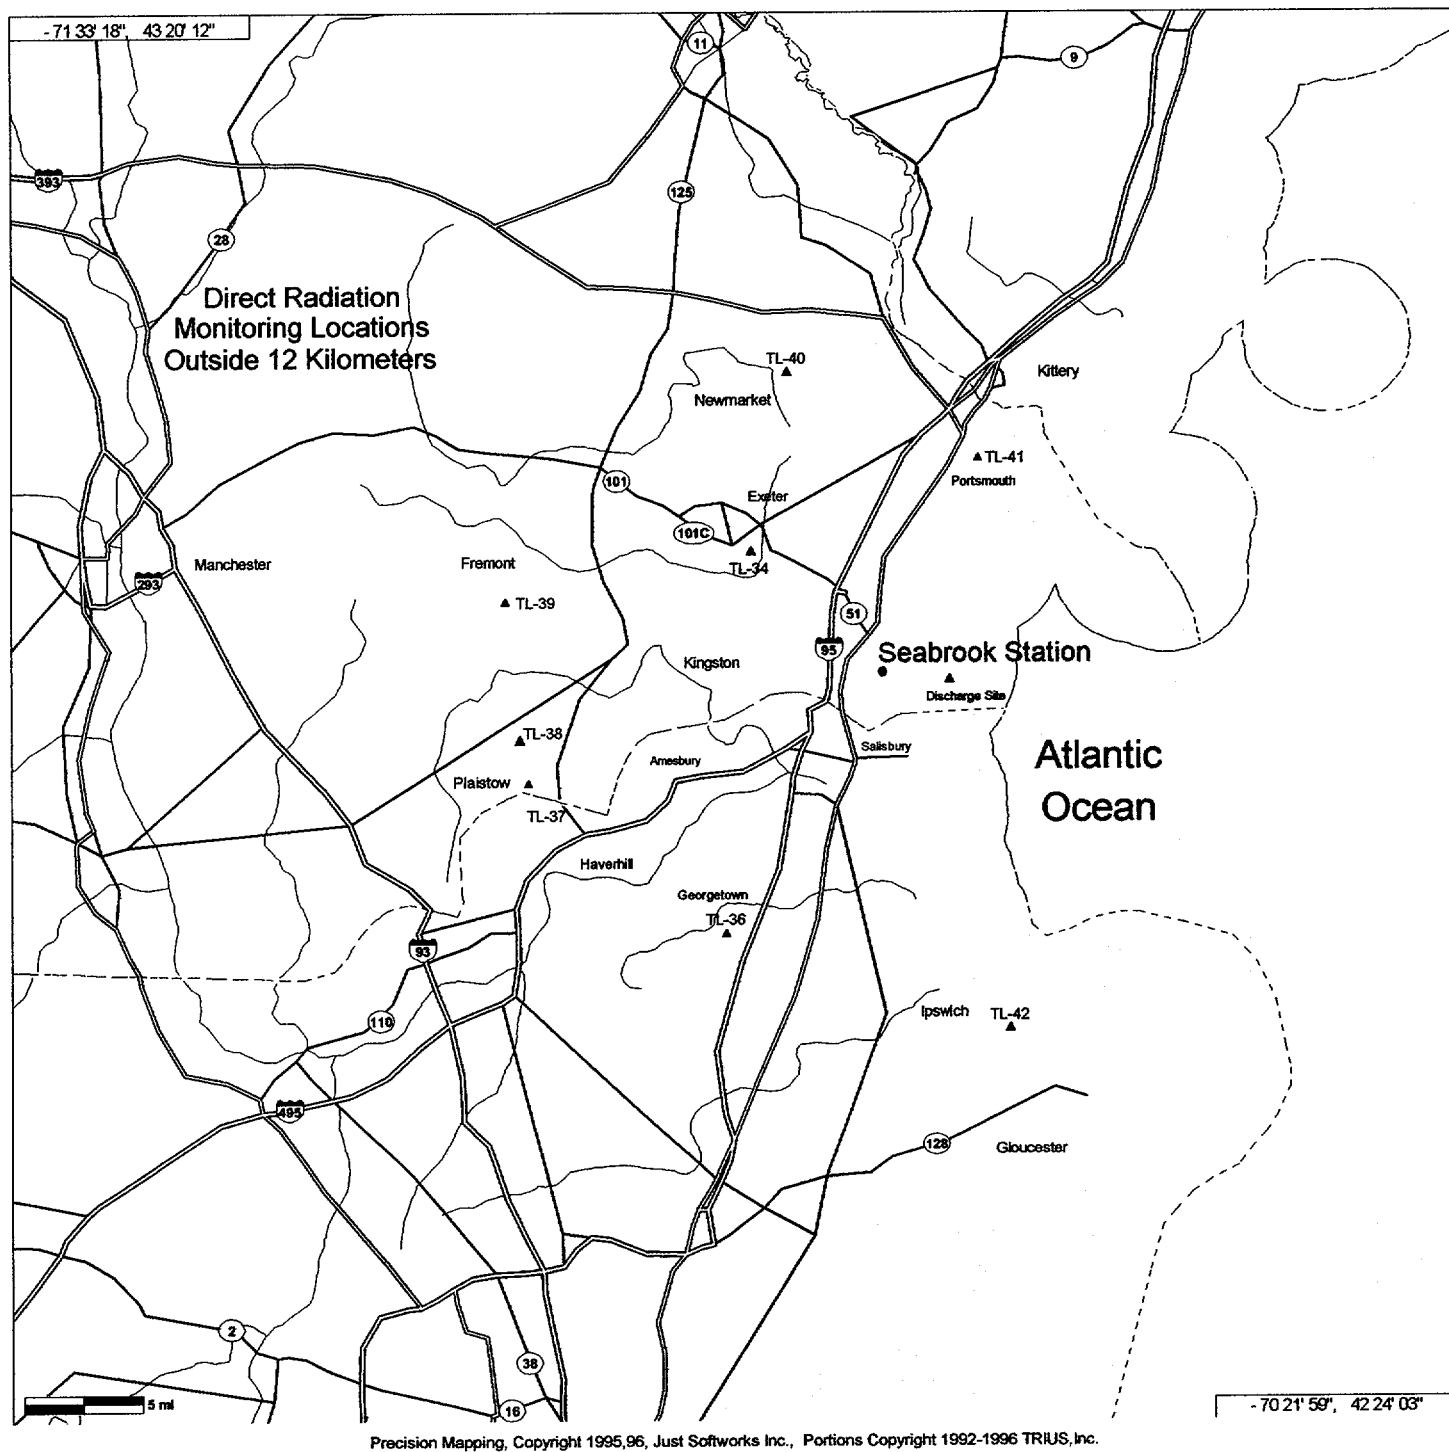 - 71 33' 18", 43 20' 12"
11
9
393
125
28
Direct Radiation
Monitoring Locations
Outside 12 Kilometers
TL-40
Kittery
Newmarket
TL-41
101
Portsmouth
Exeter
101C
Manchester
Fremont
TL-34
293
TL-39
51
95
Seabrook Station
Kingston
Discharge Site
TL-38
Salisbury
Atlantic
Ocean
Amesbury
Plaistow
TL-37
Haverhill
Georgetown
TL-36
93
Ipswich
TL-42
110
495
128
Gloucester
2
38
5 mi
16
- 70 21' 59", 42 24' 03"
Precision Mapping, Copyright 1995,96, Just Softworks Inc., Portions Copyright 1992-1996 TRIUS, Inc.